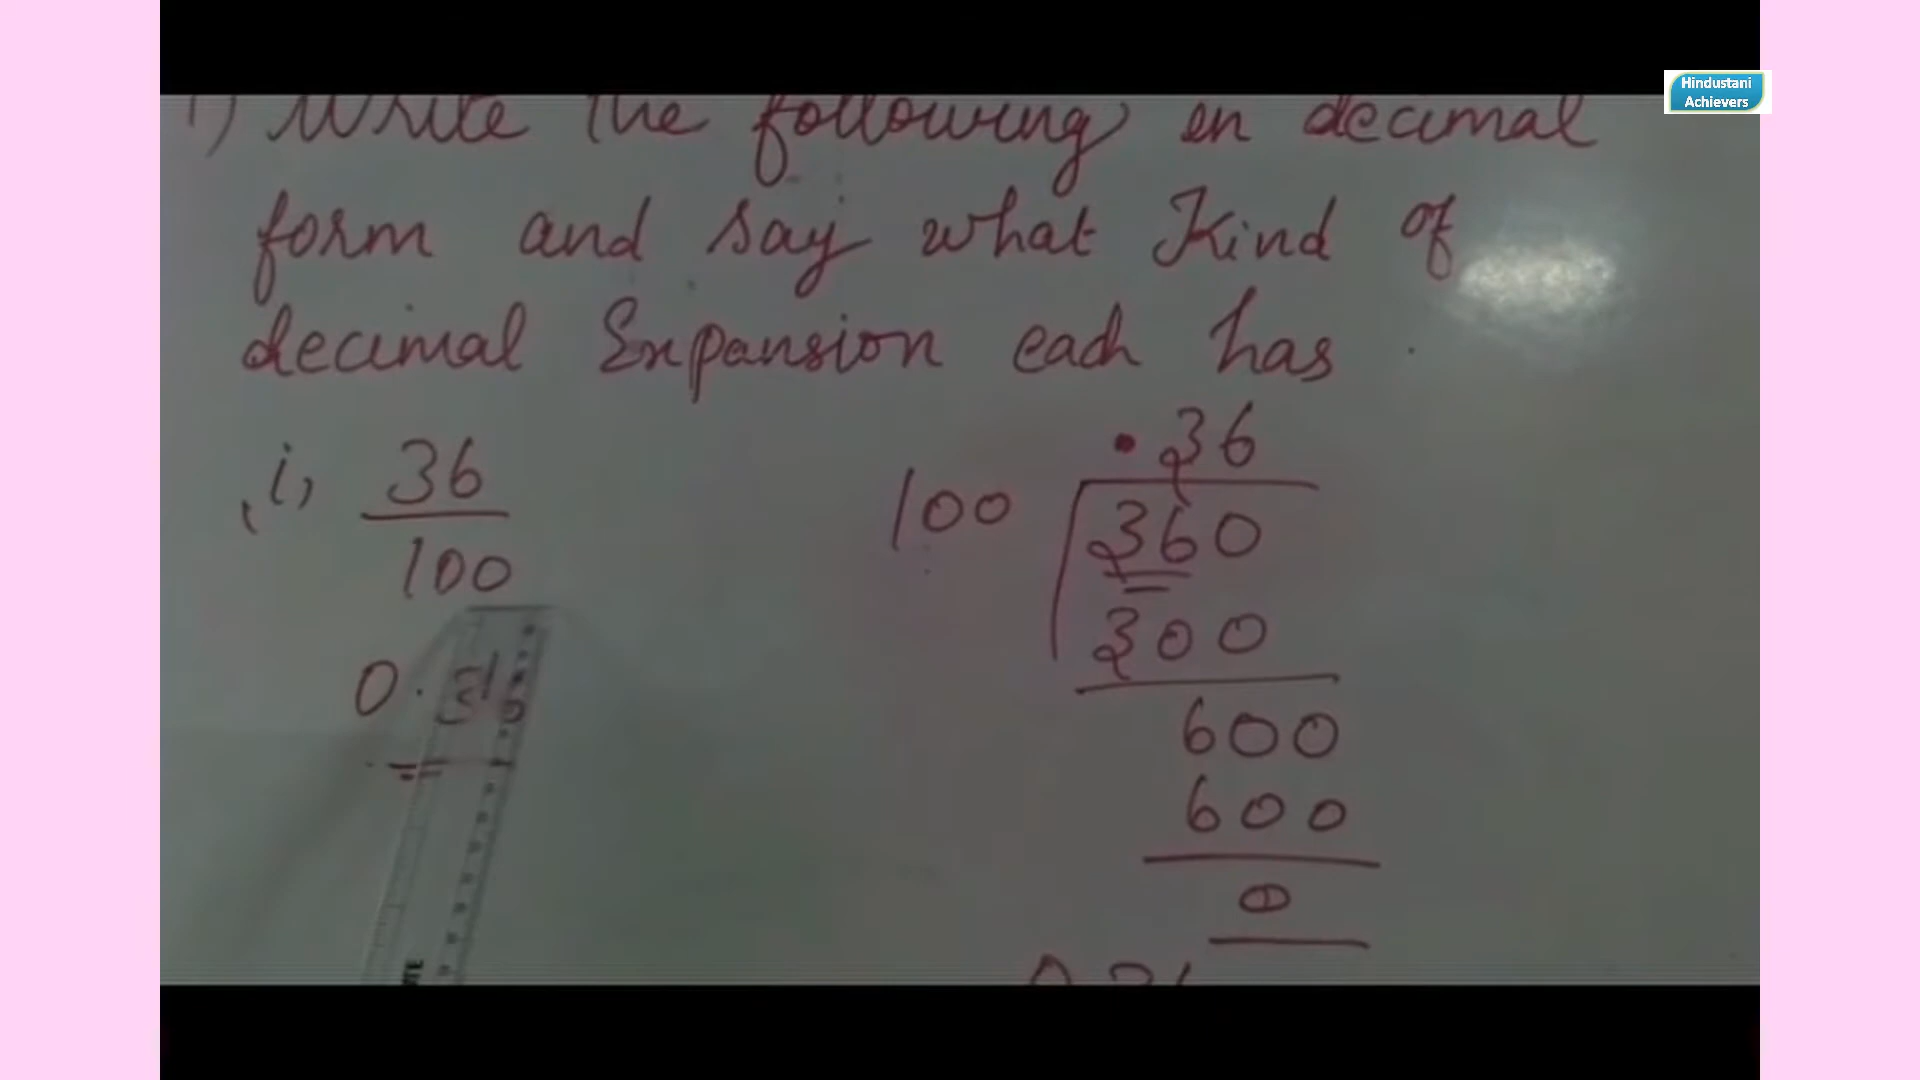 1) Write the following in decimal
form and say what Kind of
decimal Expansion each has .
i, 36
100
0.
.36
100
360
300
600
600
0
Hindustani
Achievers